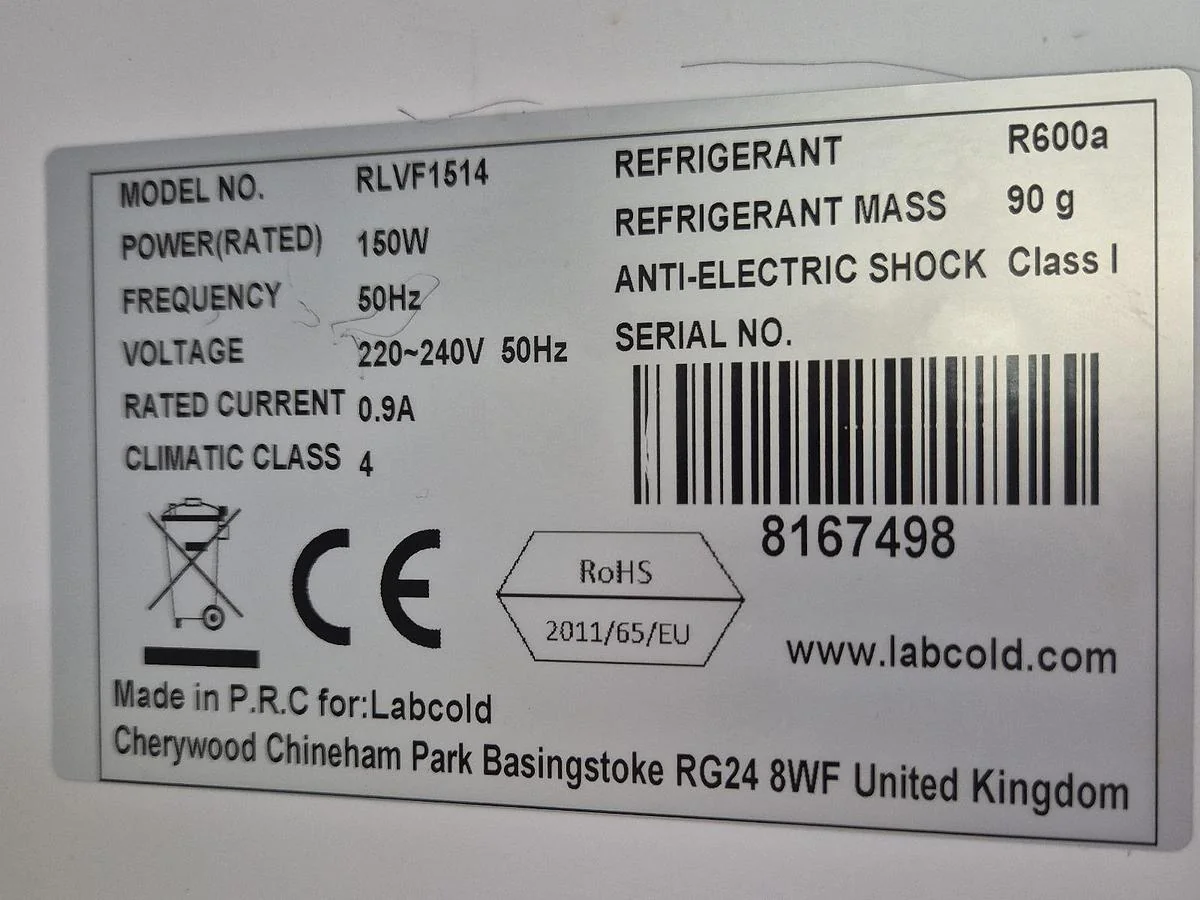 MODEL NO. RLVF1514
POWER(RATED) 150W
FREQUENCY 50Hz
VOLTAGE 220~240V 50Hz
RATED CURRENT 0.9A
CLIMATIC CLASS 4
REFRIGERANT R600a
REFRIGERANT MASS 90 g
ANTI-ELECTRIC SHOCK Class I
SERIAL NO.
8167498
CE
RoHS
2011/65/EU
www.labcold.com
Made in P.R.C for:Labcold
Cherywood Chineham Park Basingstoke RG24 8WF United Kingdom